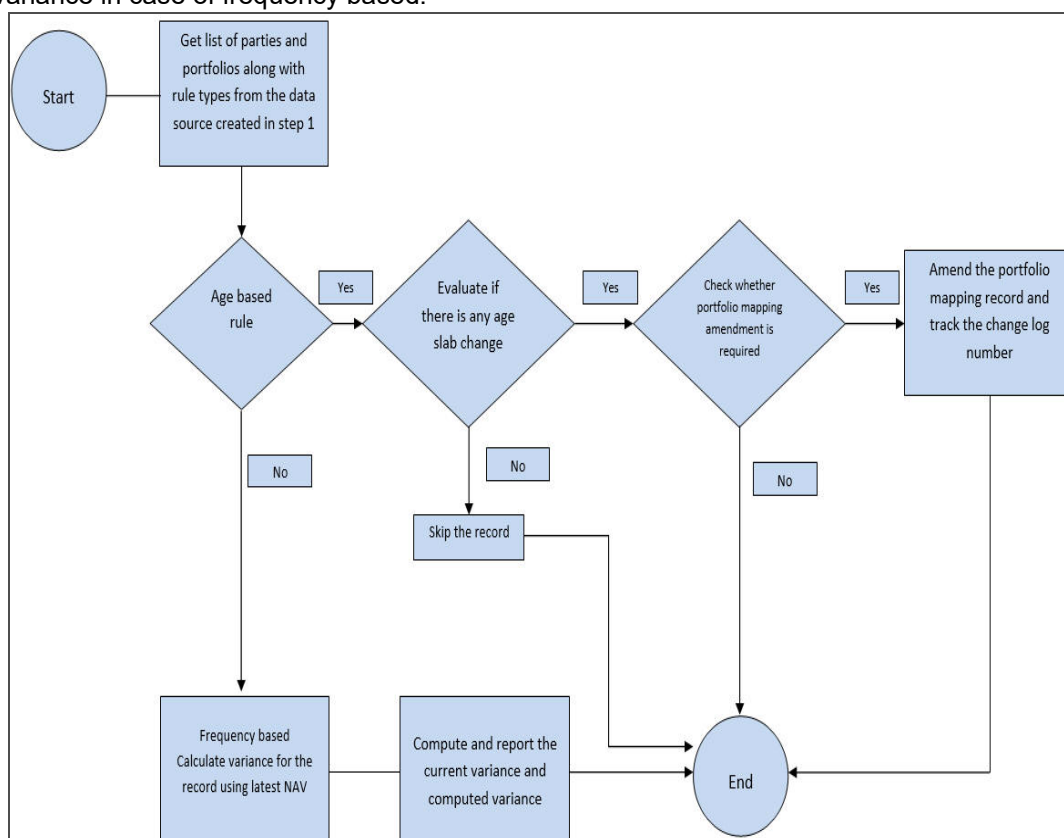 variance in case of frequency based.
Start
Get list of parties and
portfolios along with
rule types from the data
source created in step 1
Age based
rule
Yes
Evaluate if
there is any age
slab change
Yes
Check whether
portfolio mapping
amendment is
required
Yes
Amend the portfolio
mapping record and
track the change log
number
No
No
No
Skip the record
Frequency based
Calculate variance for the
record using latest NAV
Compute and report the
current variance and
computed variance
End